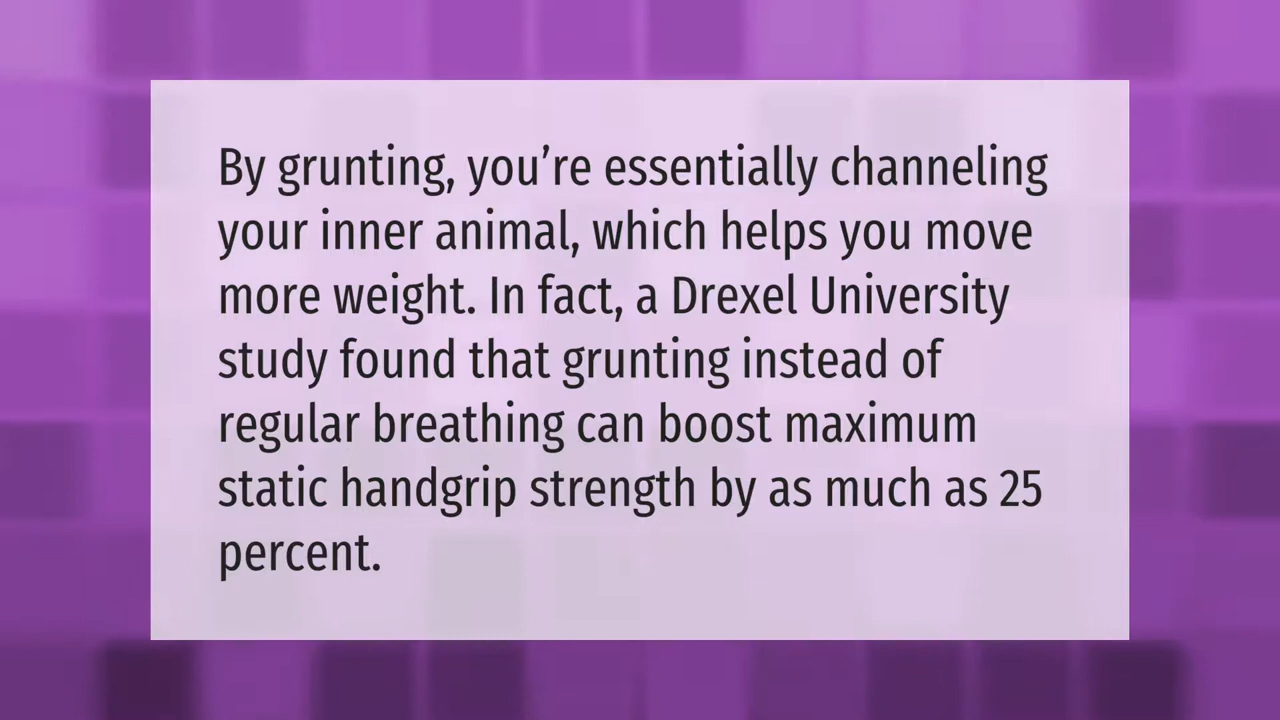 By grunting, you’re essentially channeling
your inner animal, which helps you move
more weight. In fact, a Drexel University
study found that grunting instead of
regular breathing can boost maximum
static handgrip strength by as much as 25
percent.